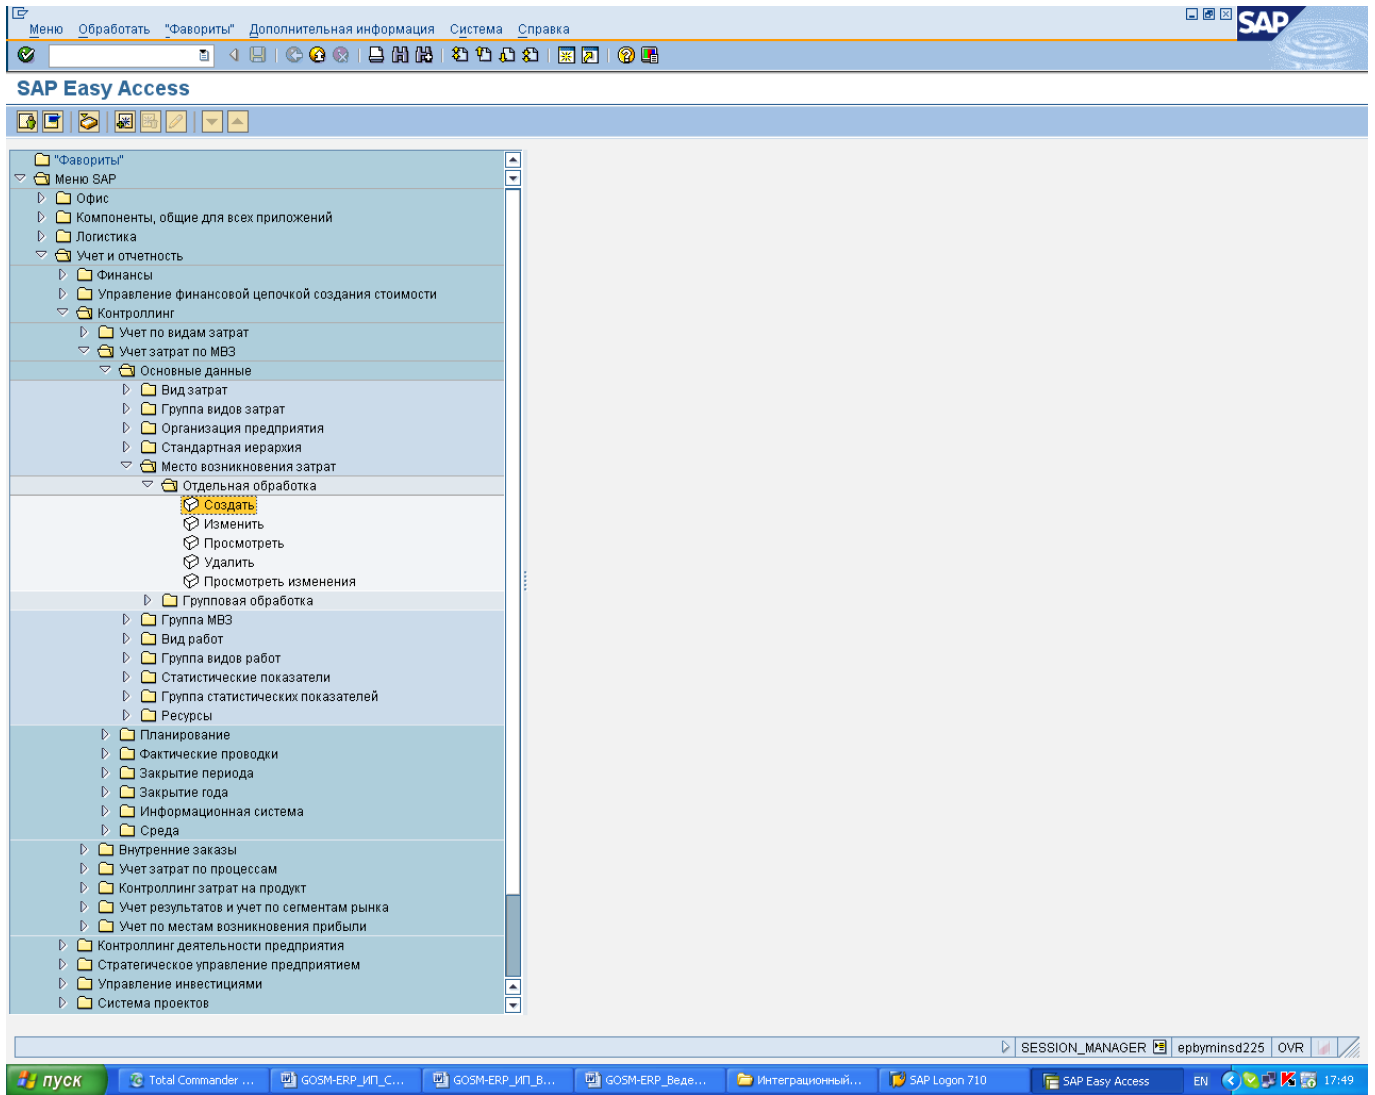 Меню Обработать "Фавориты" Дополнительная информация Система Справка
SAP
SAP Easy Access
"Фавориты"
Меню SAP
Офис
Компоненты, общие для всех приложений
Логистика
Учет и отчетность
Финансы
Управление финансовой цепочкой создания стоимости
Контроллинг
Учет по видам затрат
Учет затрат по МВЗ
Основные данные
Вид затрат
Группа видов затрат
Организация предприятия
Стандартная иерархия
Место возникновения затрат
Отдельная обработка
Создать
Изменить
Просмотреть
Удалить
Просмотреть изменения
Групповая обработка
Группа МВЗ
Вид работ
Группа видов работ
Статистические показатели
Группа статистических показателей
Ресурсы
Планирование
Фактические проводки
Закрытие периода
Закрытие года
Информационная система
Среда
Внутренние заказы
Учет затрат по процессам
Контроллинг затрат на продукт
Учет результатов и учет по сегментам рынка
Учет по местам возникновения прибыли
Контроллинг деятельности предприятия
Стратегическое управление предприятием
Управление инвестициями
Система проектов
SESSION_MANAGER epbyminsd225 OVR
пуск Total Commander ... GOSM-ERP_ИП_С... GOSM-ERP_ИП_В... GOSM-ERP_Веде... Интеграционный... SAP Logon 710 SAP Easy Access EN 17:49